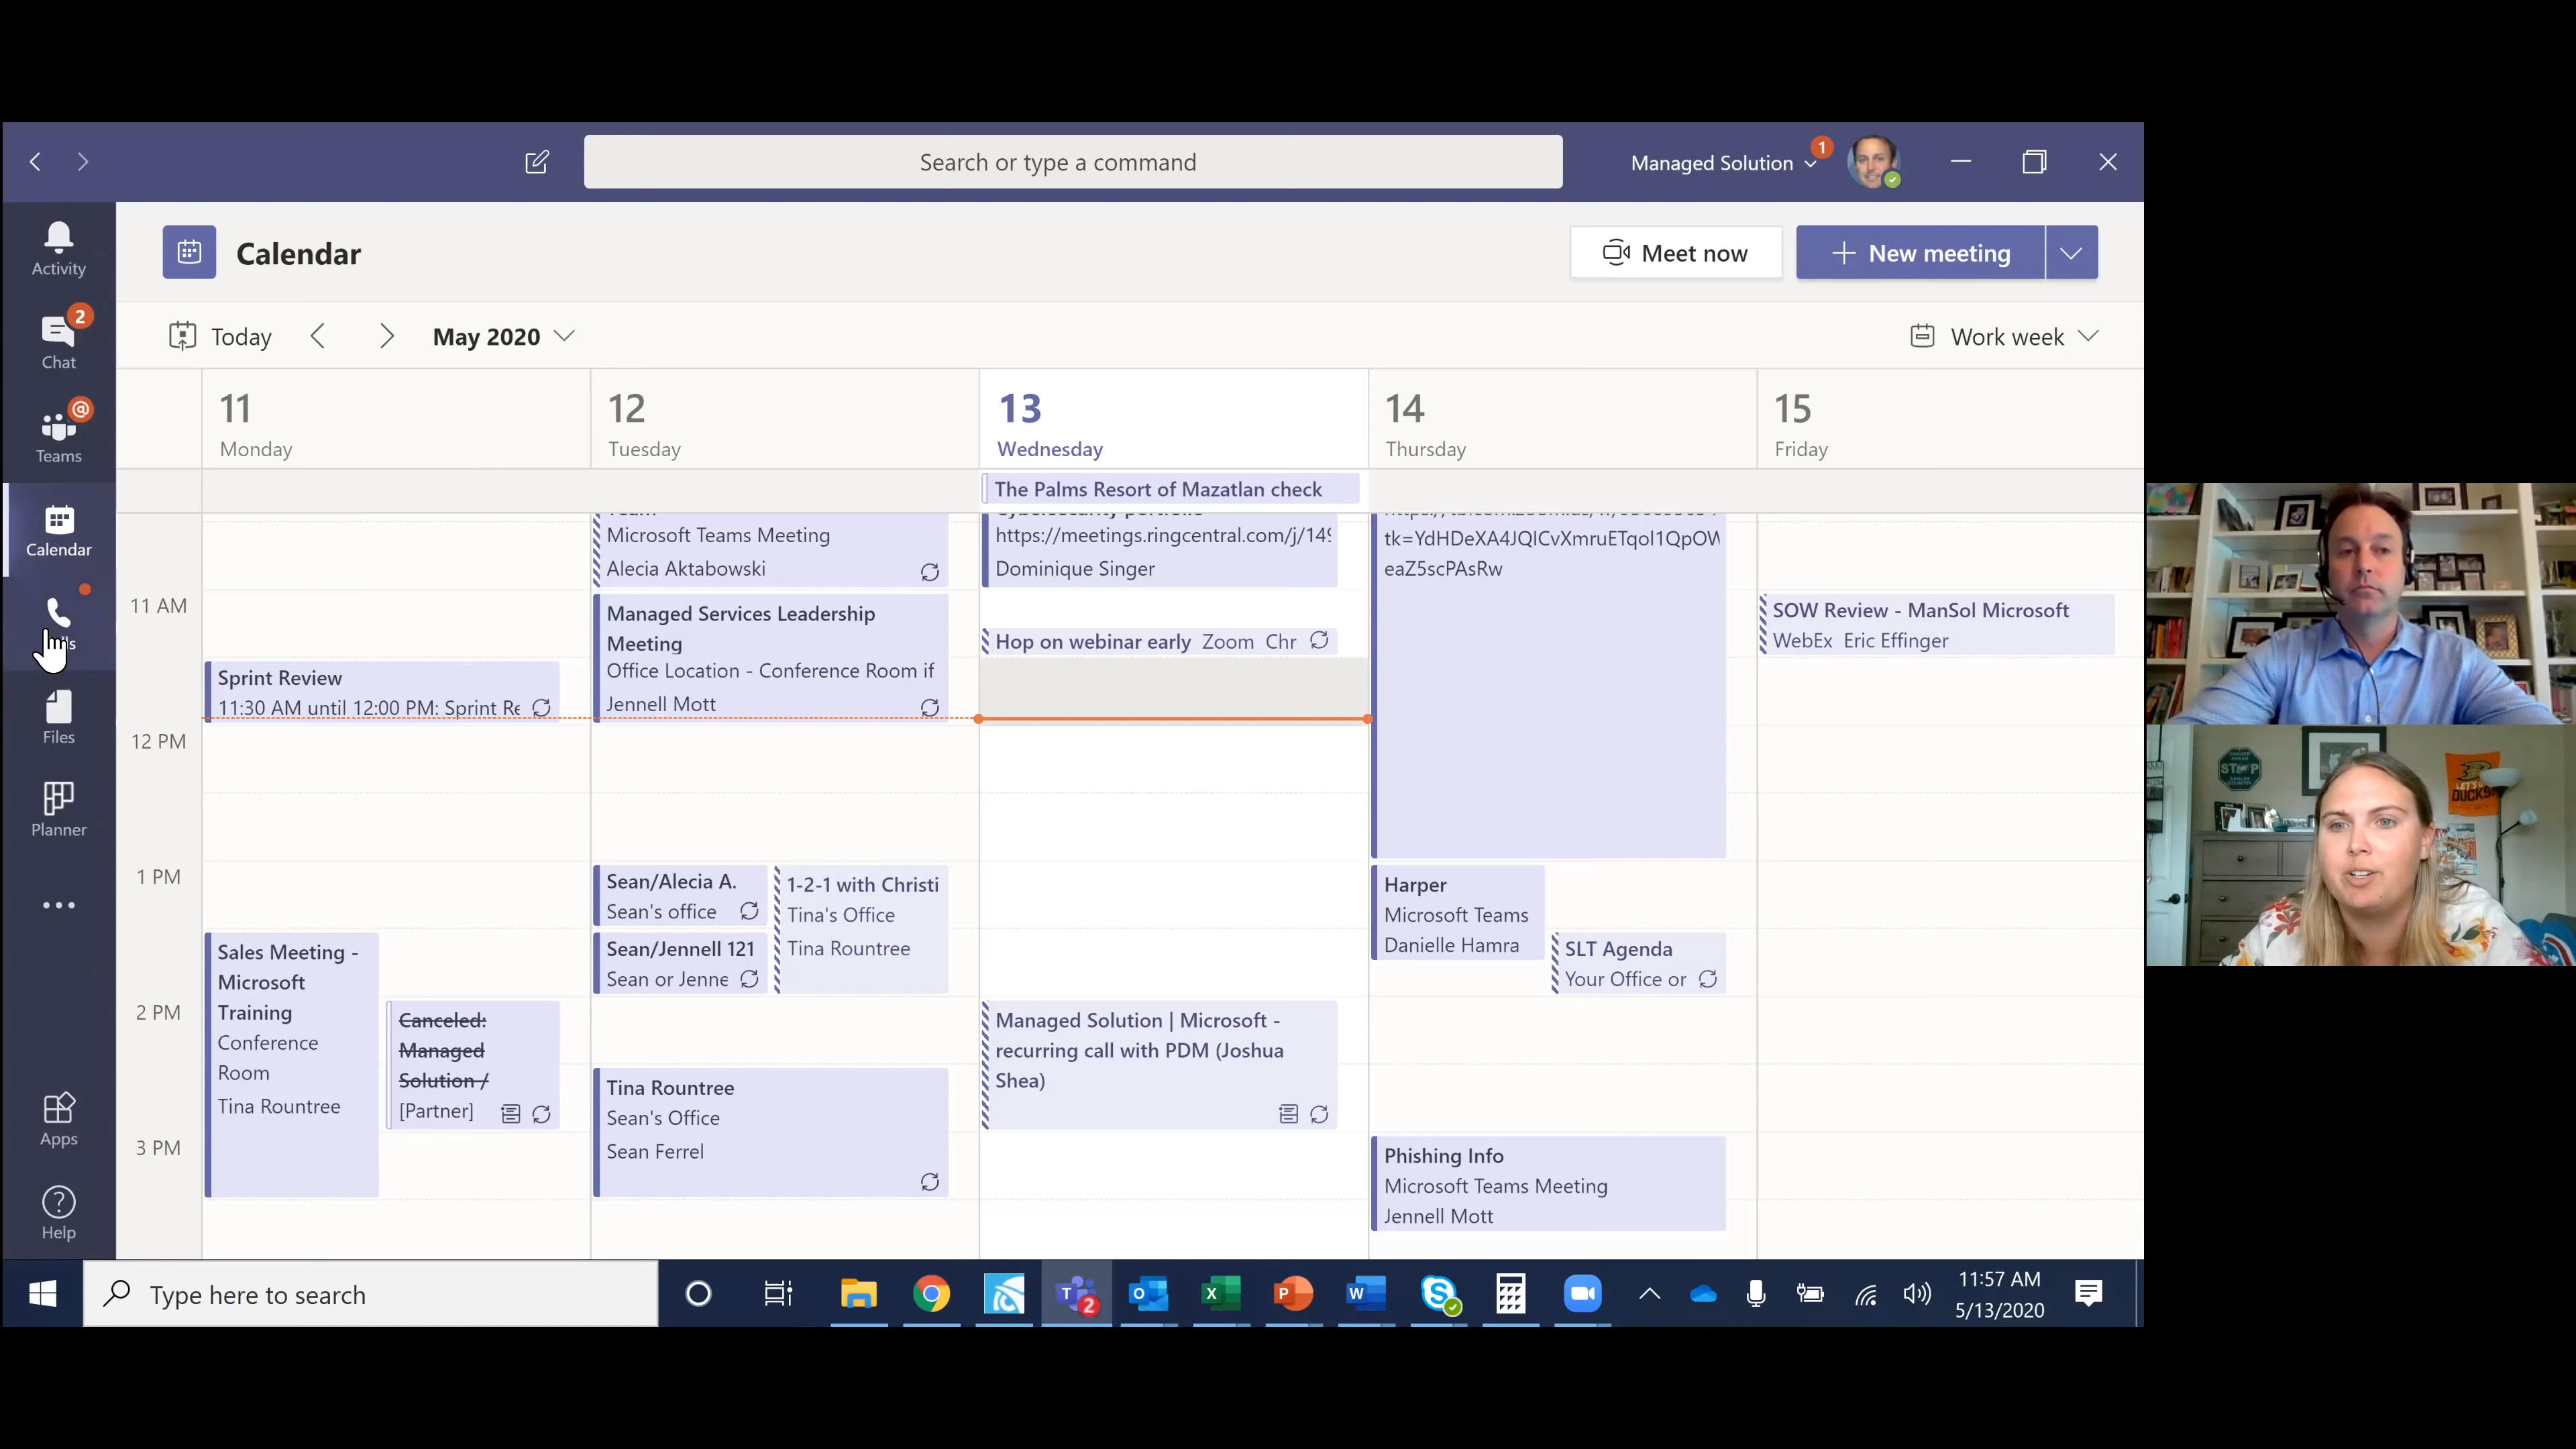 Search or type a command
Managed Solution
1
Activity
2
Chat
@
Teams
Calendar
Files
Planner
Apps
Help
Calendar
Meet now
New meeting
Today
May 2020
Work week
11
Monday
12
Tuesday
13
Wednesday
14
Thursday
15
Friday
The Palms Resort of Mazatlan check
11 AM
12 PM
1 PM
2 PM
3 PM
Sprint Review
11:30 AM until 12:00 PM: Sprint Re
Sales Meeting -
Microsoft
Training
Conference
Room
Tina Rountree
Canceled:
Managed
Solution /
[Partner]
Microsoft Teams Meeting
Alecia Aktabowski
Managed Services Leadership
Meeting
Office Location - Conference Room if
Jennell Mott
Sean/Alecia A.
Sean's office
1-2-1 with Christi
Tina's Office
Tina Rountree
Sean/Jennell 121
Sean or Jenne
Tina Rountree
Sean's Office
Sean Ferrel
Cybersecurity portfolio
https://meetings.ringcentral.com/j/149
Dominique Singer
Hop on webinar early Zoom Chr
Managed Solution | Microsoft -
recurring call with PDM (Joshua
Shea)
eaZ5scPAsRw
Harper
Microsoft Teams
Danielle Hamra
SLT Agenda
Your Office or
Phishing Info
Microsoft Teams Meeting
Jennell Mott
SOW Review - ManSol Microsoft
WebEx Eric Effinger
STOP
LET'S GO
DUCKS
Type here to search
T
2
O
X
P
W
S
11:57 AM
5/13/2020